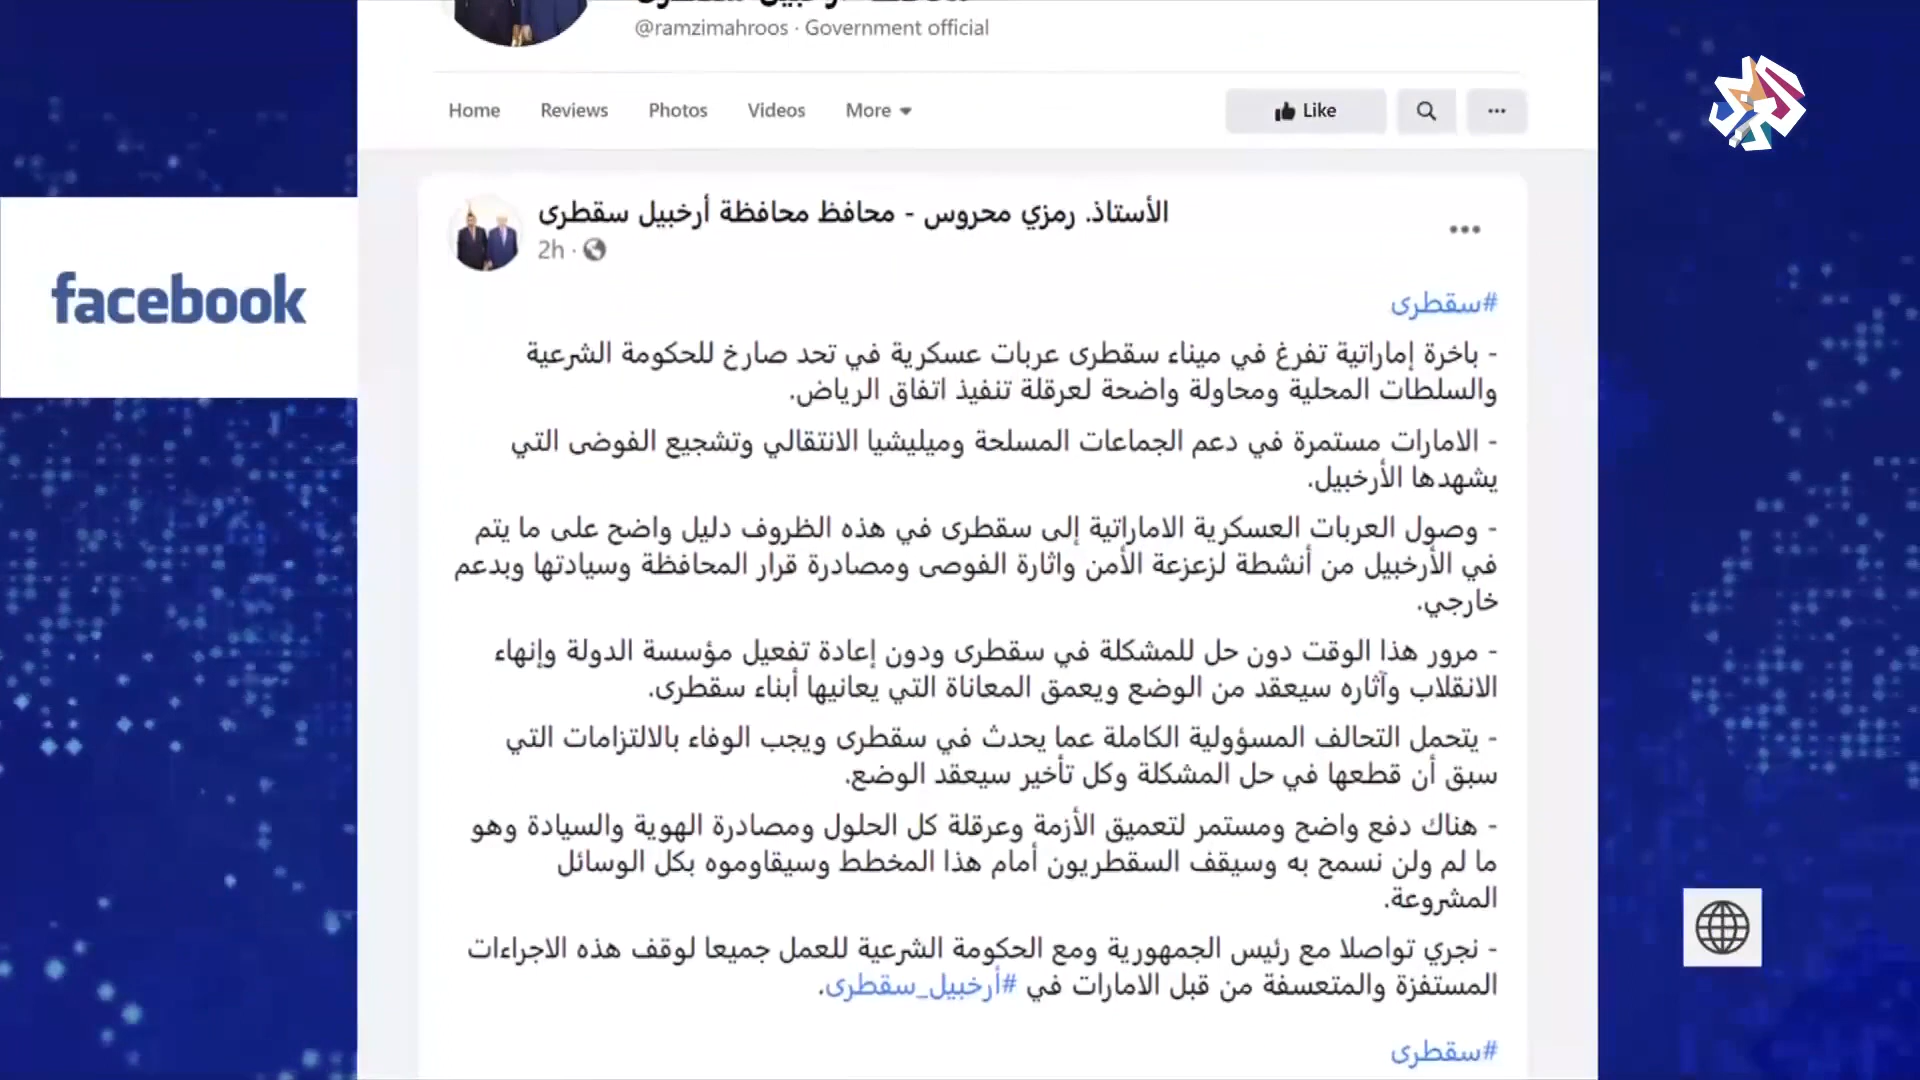 @ramzimahroos · Government official
Home Reviews Photos Videos More
Like
facebook
الأستاذ. رمزي محروس - محافظ محافظة أرخبيل سقطرى
2h ·
#سقطرى
- باخرة إماراتية تفرغ في ميناء سقطرى عربات عسكرية في تحد صارخ للحكومة الشرعية
والسلطات المحلية ومحاولة واضحة لعرقلة تنفيذ اتفاق الرياض.
- الامارات مستمرة في دعم الجماعات المسلحة وميليشيا الانتقالي وتشجيع الفوضى التي
يشهدها الأرخبيل.
- وصول العربات العسكرية الاماراتية إلى سقطرى في هذه الظروف دليل واضح على ما يتم
في الأرخبيل من أنشطة لزعزعة الأمن واثارة الفوصى ومصادرة قرار المحافظة وسيادتها وبدعم
خارجي.
- مرور هذا الوقت دون حل للمشكلة في سقطرى ودون إعادة تفعيل مؤسسة الدولة وإنهاء
الانقلاب وآثاره سيعقد من الوضع ويعمق المعاناة التي يعانيها أبناء سقطرى.
- يتحمل التحالف المسؤولية الكاملة عما يحدث في سقطرى ويجب الوفاء بالالتزامات التي
سبق أن قطعها في حل المشكلة وكل تأخير سيعقد الوضع.
- هناك دفع واضح ومستمر لتعميق الأزمة وعرقلة كل الحلول ومصادرة الهوية والسيادة وهو
ما لم ولن نسمح به وسيقف السقطريون أمام هذا المخطط وسيقاوموه بكل الوسائل
المشروعة.
- نجري تواصلا مع رئيس الجمهورية ومع الحكومة الشرعية للعمل جميعا لوقف هذه الاجراءات
المستفزة والمتعسفة من قبل الامارات في #أرخبيل_سقطرى.
#سقطرى